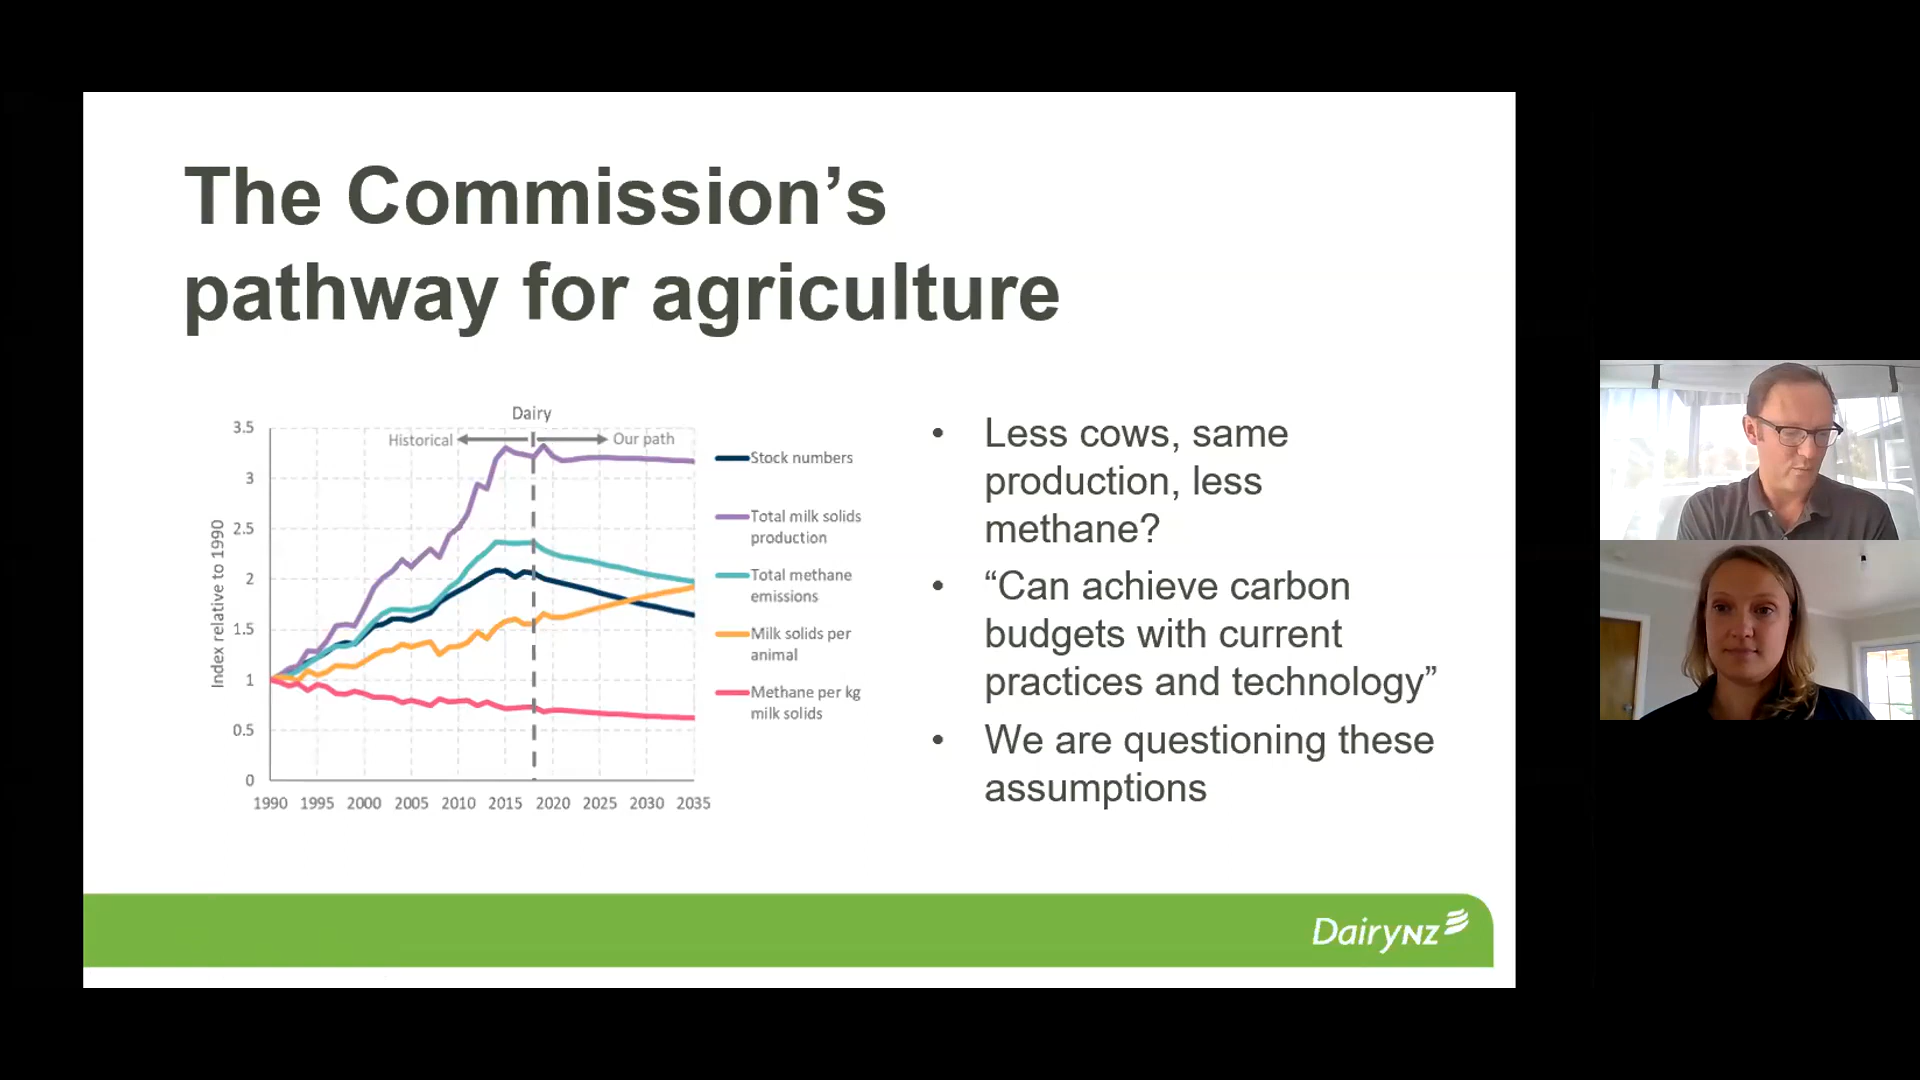 The Commission’s
pathway for agriculture
Dairy
Historical
Our path
Index relative to 1990
3.5
3
2.5
2
1.5
1
0.5
0
1990 1995 2000 2005 2010 2015 2020 2025 2030 2035
Stock numbers
Total milk solids
production
Total methane
emissions
Milk solids per
animal
Methane per kg
milk solids
• Less cows, same
production, less
methane?
• “Can achieve carbon
budgets with current
practices and technology”
• We are questioning these
assumptions
DairyNZ